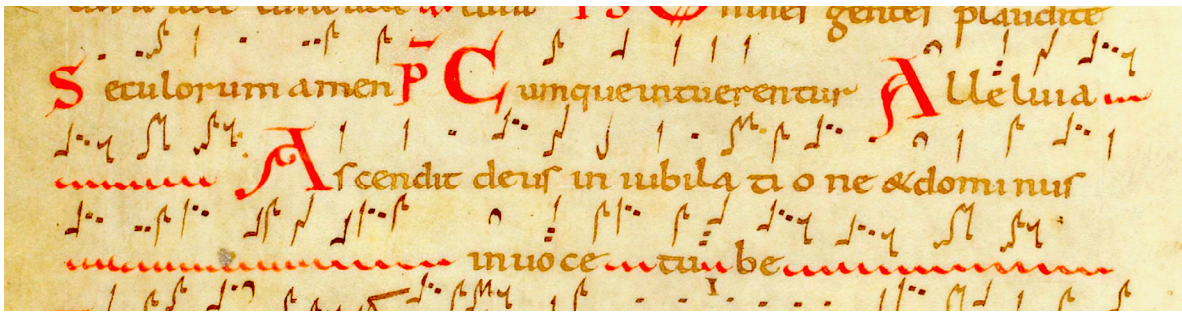 omnes gentes plaudite
Seculorum amen P Cumque intuerentur Alleluia
Ascendit deus in iubilatione & dominus
in uoce tube